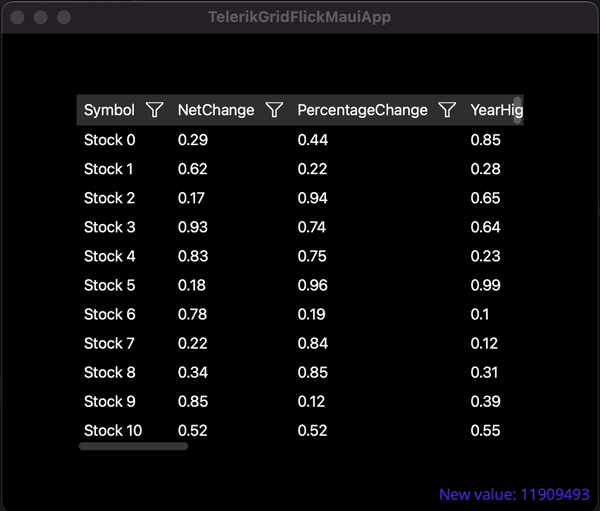 TelerikGridFlickMauiApp
Symbol NetChange PercentageChange YearHig
Stock 0 0.29 0.44 0.85
Stock 1 0.62 0.22 0.28
Stock 2 0.17 0.94 0.65
Stock 3 0.93 0.74 0.64
Stock 4 0.83 0.75 0.23
Stock 5 0.18 0.96 0.99
Stock 6 0.78 0.19 0.1
Stock 7 0.22 0.84 0.12
Stock 8 0.34 0.85 0.31
Stock 9 0.85 0.12 0.39
Stock 10 0.52 0.52 0.55
New value: 11909493